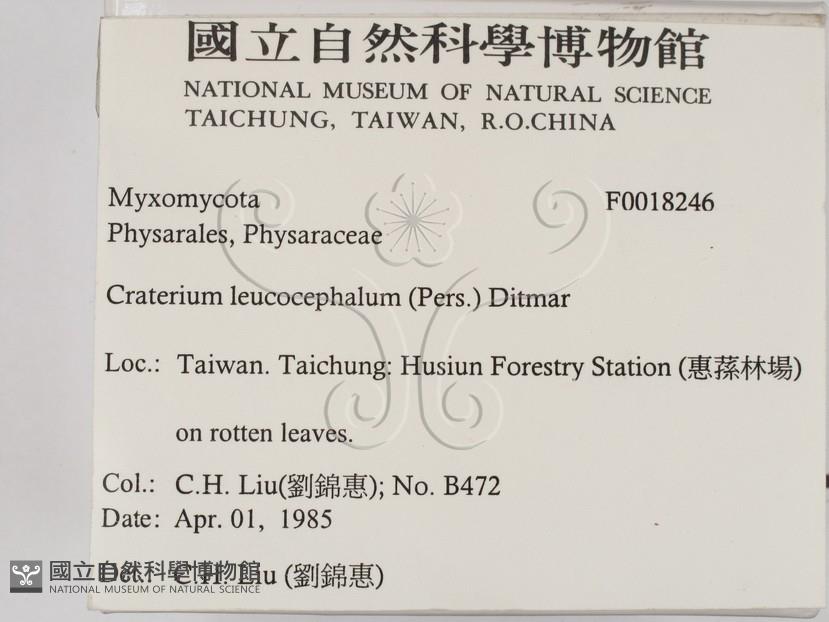 國立自然科學博物館
NATIONAL MUSEUM OF NATURAL SCIENCE
TAICHUNG, TAIWAN, R.O.CHINA
Myxomycota F0018246
Physarales, Physaraceae
Craterium leucocephalum (Pers.) Ditmar
Loc.: Taiwan. Taichung: Husiun Forestry Station (惠蓀林場)
on rotten leaves.
Col.: C.H. Liu(劉錦惠); No. B472
Date: Apr. 01, 1985
Det.: C.H. Liu (劉錦惠)
國立自然科學博物館
NATIONAL MUSEUM OF NATURAL SCIENCE